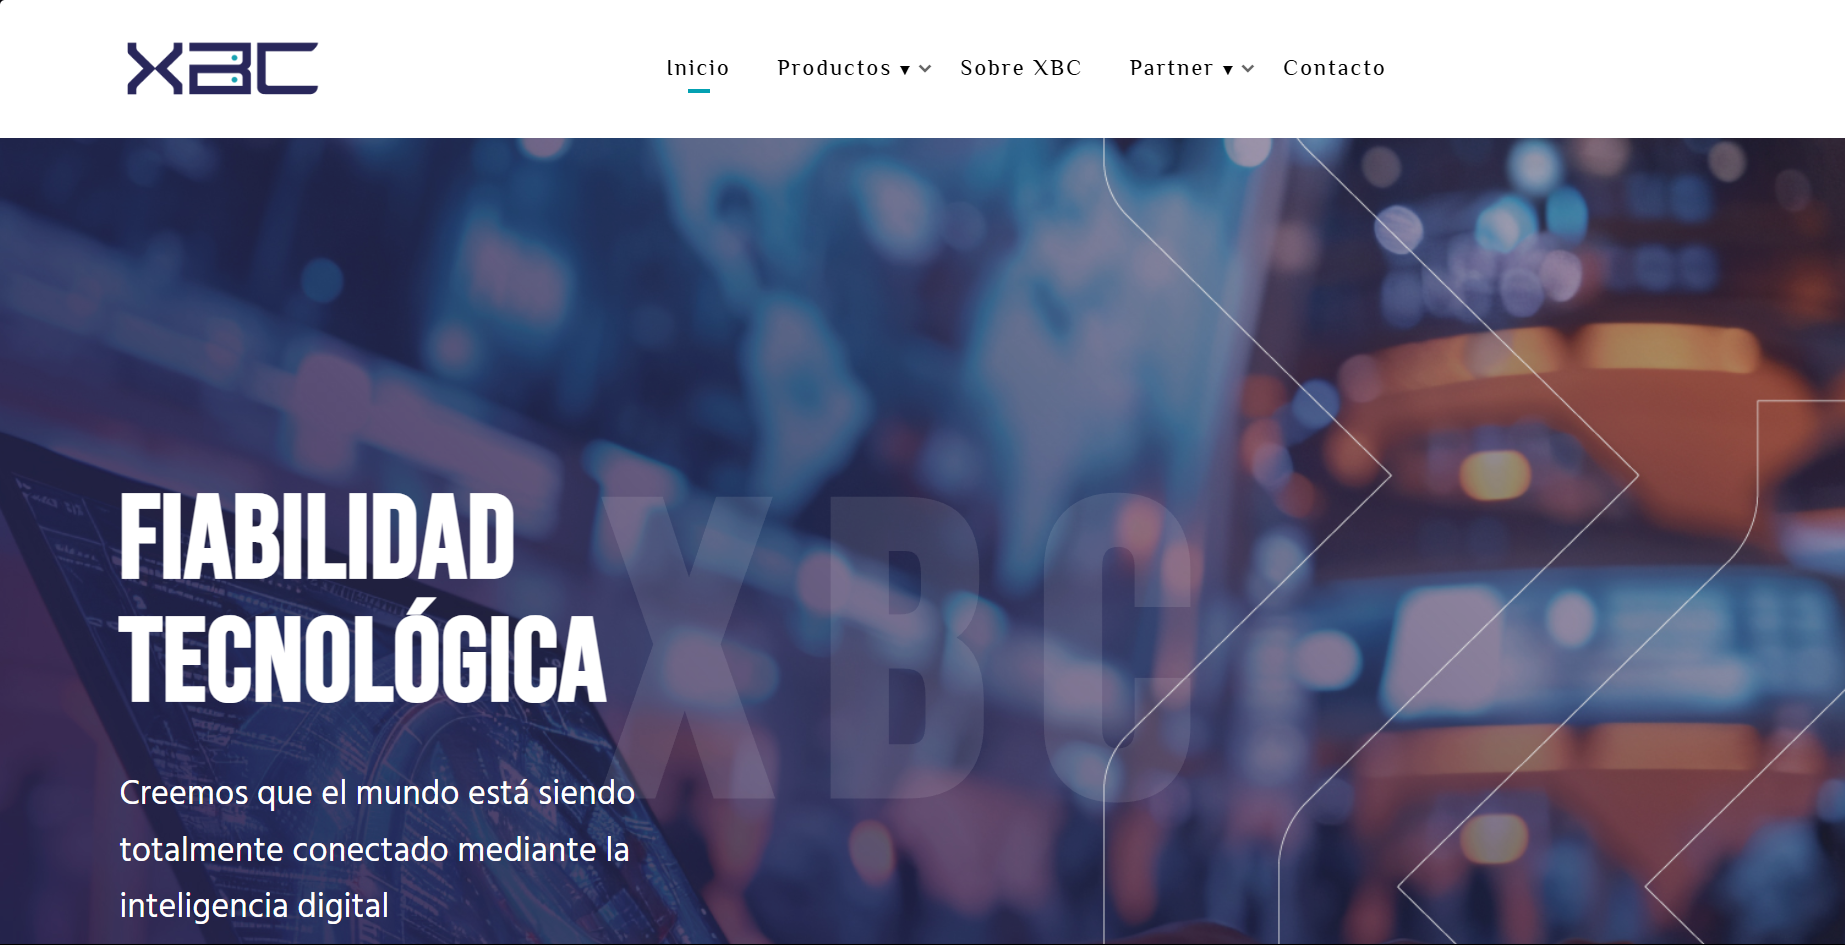 XBC
Inicio Productos ▾ Sobre XBC Partner ▾ Contacto
XBC
FIABILIDAD
TECNOLÓGICA
Creemos que el mundo está siendo
totalmente conectado mediante la
inteligencia digital